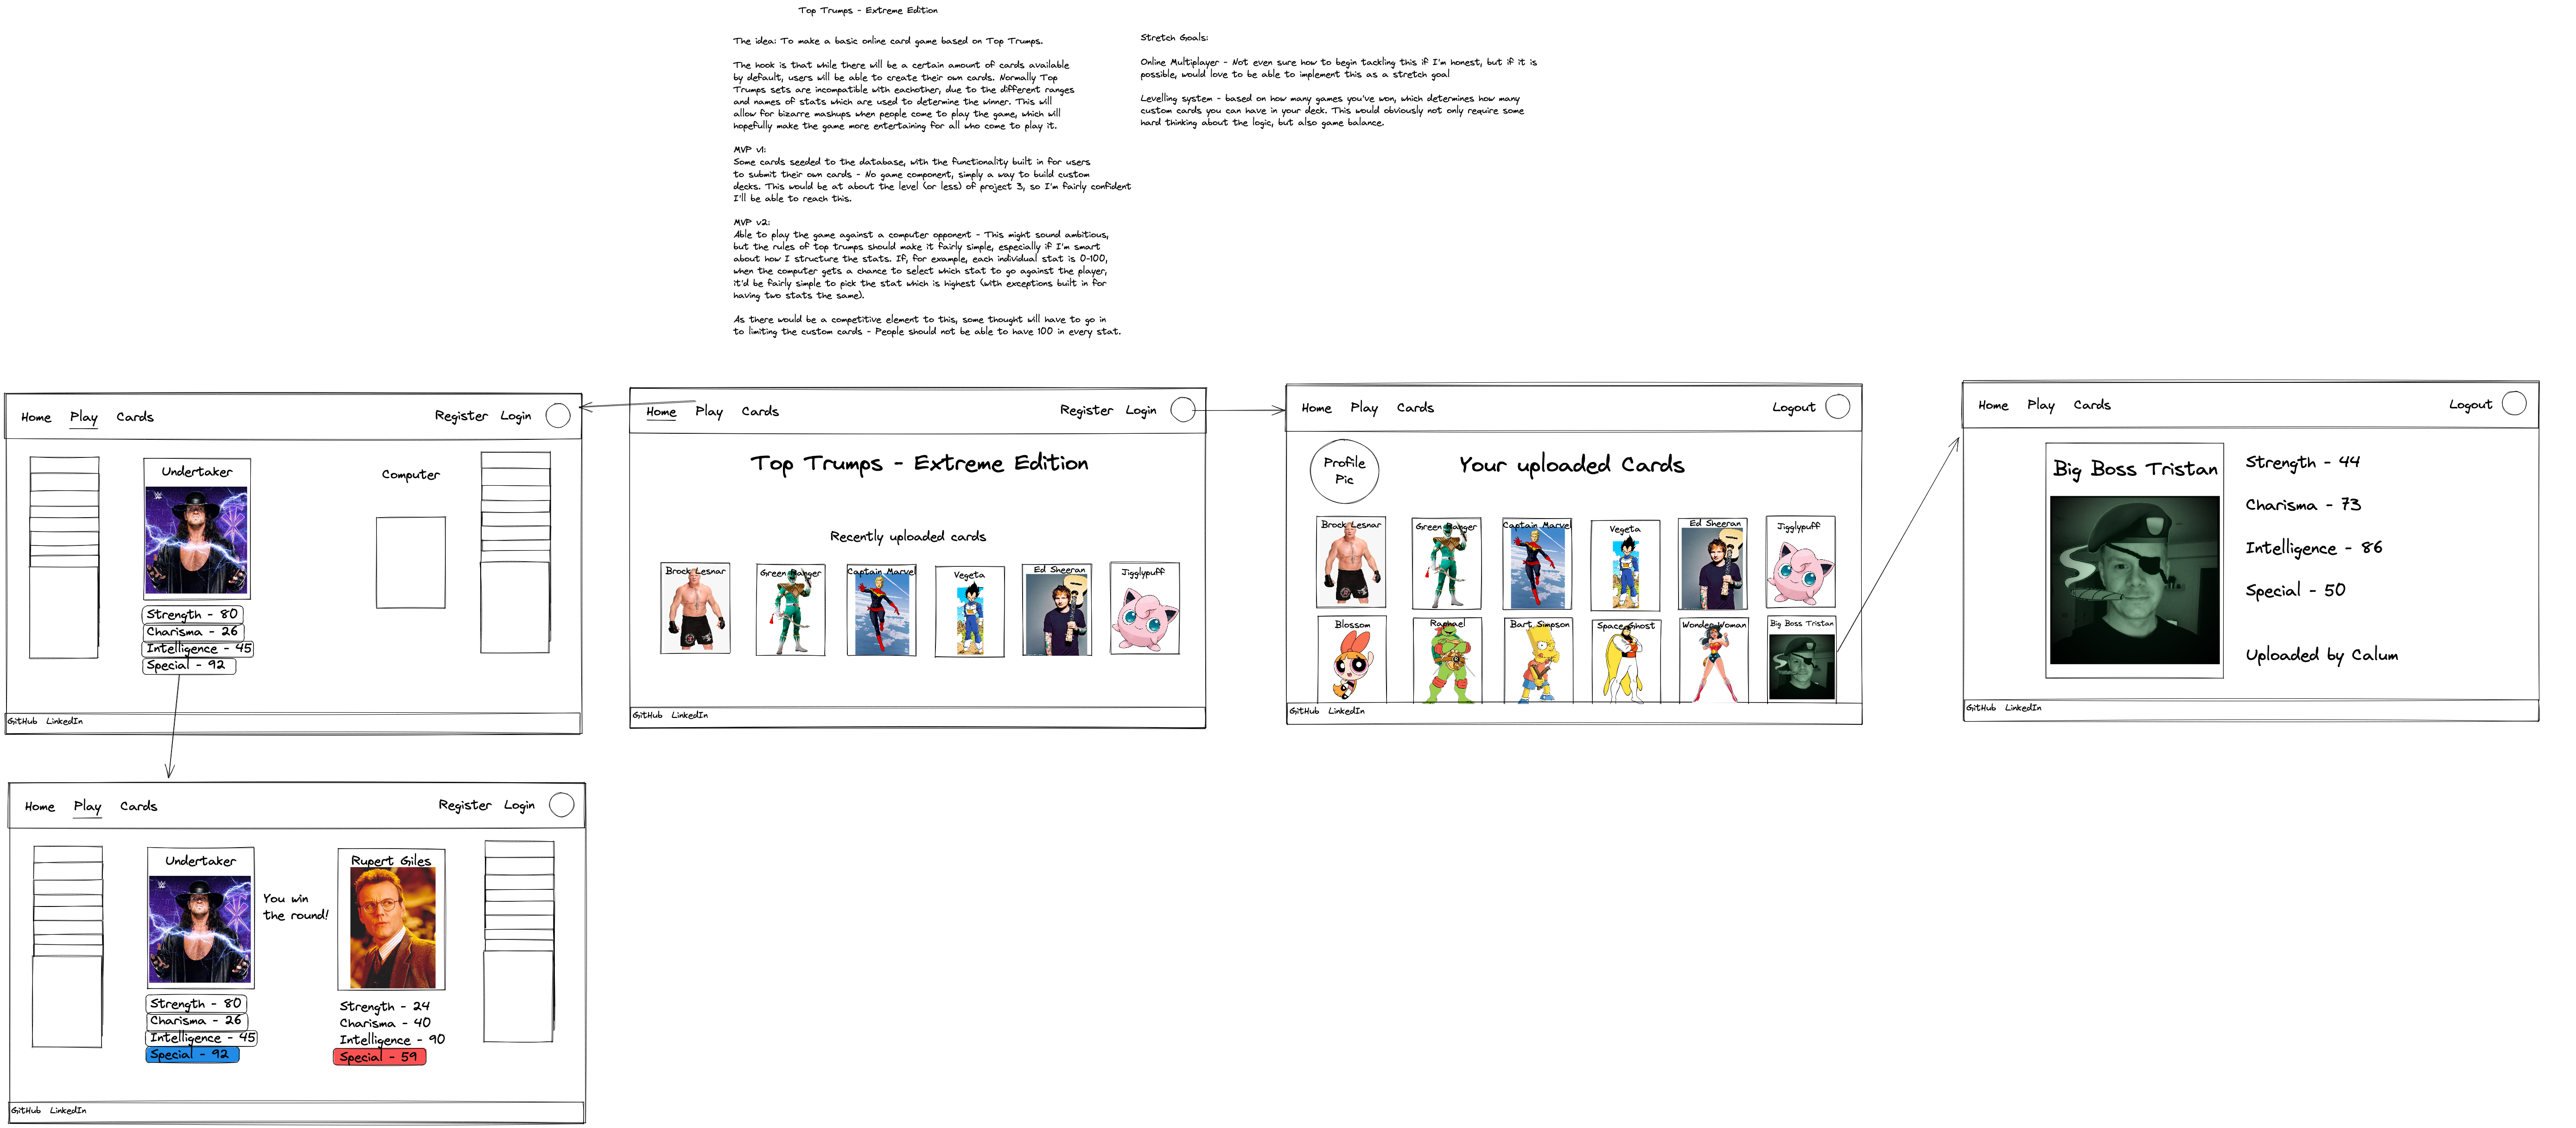 Top Trumps - Extreme Edition
The idea: To make a basic online card game based on Top Trumps.
The hook is that while there will be a certain amount of cards available
by default, users will be able to create their own cards. Normally Top
Trumps sets are incompatible with eachother, due to the different ranges
and names of stats which are used to determine the winner. This will
allow for bizarre mashups when people come to play the game, which will
hopefully make the game more entertaining for all who come to play it.
MVP v1:
Some cards seeded to the database, with the functionality built in for users
to submit their own cards - No game component, simply a way to build custom
decks. This would be at about the level (or less) of project 3, so I'm fairly confident
I'll be able to reach this.
MVP v2:
Able to play the game against a computer opponent - This might sound ambitious,
but the rules of top trumps should make it fairly simple, especially if I'm smart
about how I structure the stats. If, for example, each individual stat is 0-100,
when the computer gets a chance to select which stat to go against the player,
it'd be fairly simple to pick the stat which is highest (with exceptions built in for
having two stats the same).
As there would be a competitive element to this, some thought will have to go in
to limiting the custom cards - People should not be able to have 100 in every stat.
Stretch Goals:
Online Multiplayer - Not even sure how to begin tackling this if I'm honest, but if it is
possible, would love to be able to implement this as a stretch goal
Levelling system - based on how many games you've won, which determines how many
custom cards you can have in your deck. This would obviously not only require some
hard thinking about the logic, but also game balance.
Home Play Cards Register Login
Undertaker
Computer
Strength - 80
Charisma - 26
Intelligence - 45
Special - 92
GitHub LinkedIn
Home Play Cards Register Login
Top Trumps - Extreme Edition
Recently uploaded cards
Brock Lesnar Green Ranger Captain Marvel Vegeta Ed Sheeran Jigglypuff
GitHub LinkedIn
Home Play Cards Logout
Profile
Pic
Your uploaded Cards
Brock Lesnar Green Ranger Captain Marvel Vegeta Ed Sheeran Jigglypuff
Blossom Raphael Bart Simpson Space Ghost Wonder Woman Big Boss Tristan
GitHub LinkedIn
Home Play Cards Logout
Big Boss Tristan
Strength - 44
Charisma - 73
Intelligence - 86
Special - 50
Uploaded by Calum
GitHub LinkedIn
Home Play Cards Register Login
Undertaker
You win
the round!
Rupert Giles
Strength - 80
Charisma - 26
Intelligence - 45
Special - 92
Strength - 24
Charisma - 40
Intelligence - 90
Special - 59
GitHub LinkedIn